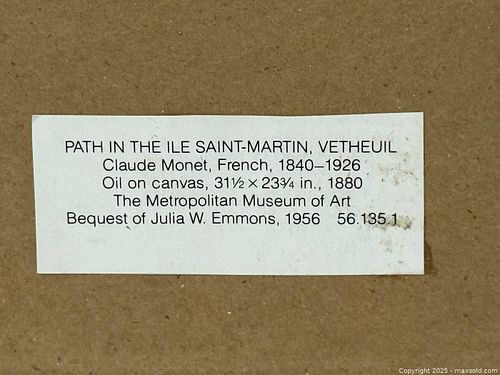 PATH IN THE ILE SAINT-MARTIN, VETHEUIL
Claude Monet, French, 1840–1926
Oil on canvas, 31½ × 23¾ in., 1880
The Metropolitan Museum of Art
Bequest of Julia W. Emmons, 1956 56.135.1
Copyright 2025 - maxsold.com